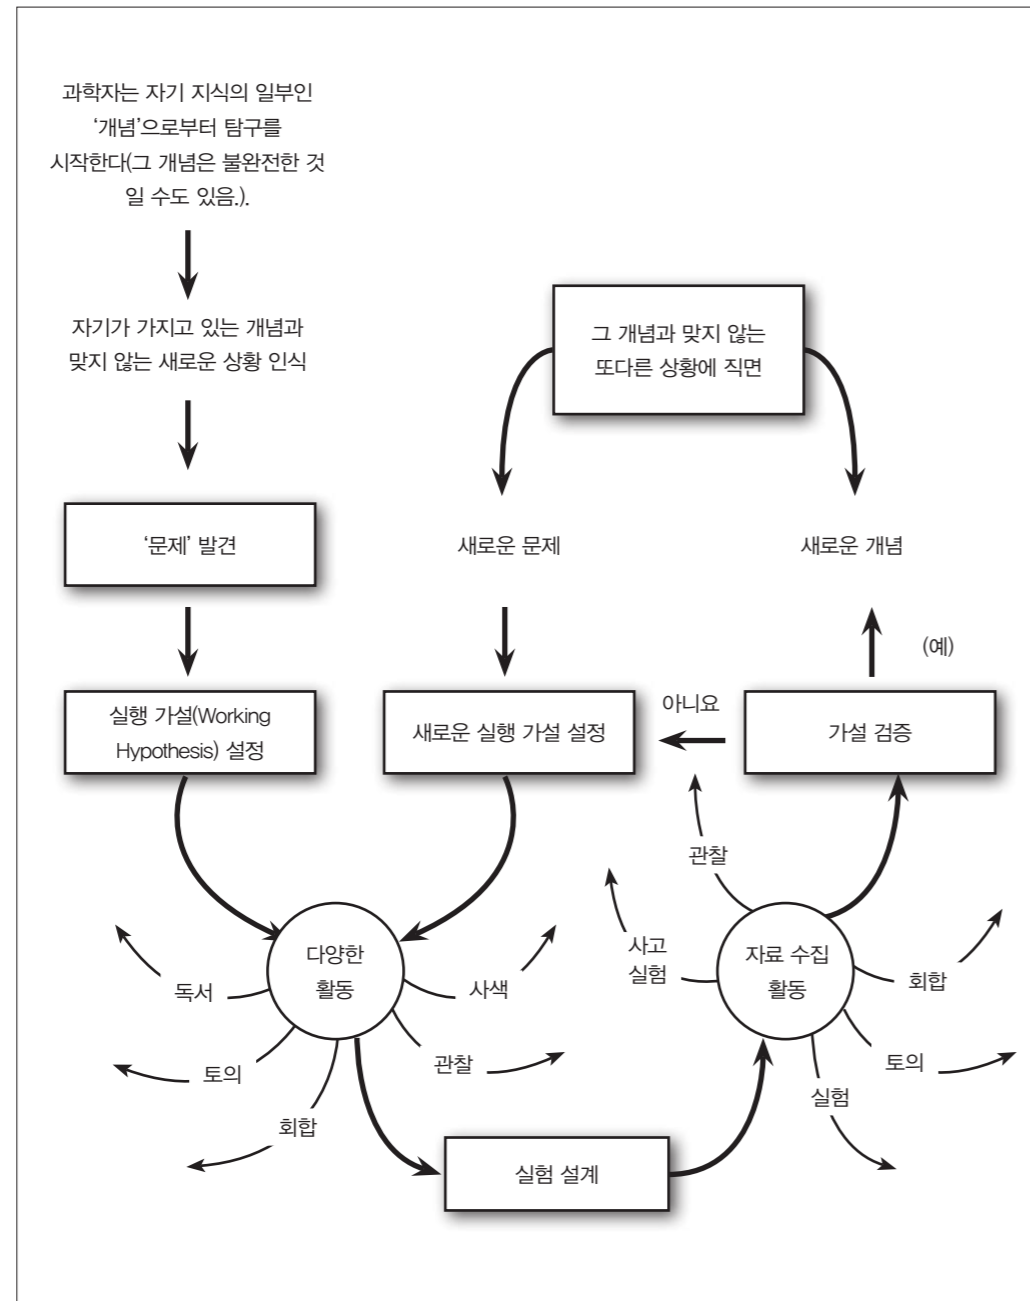 과학자는 자기 지식의 일부인
‘개념’으로부터 탐구를
시작한다(그 개념은 불완전한 것
일 수도 있음.).
자기가 가지고 있는 개념과
맞지 않는 새로운 상황 인식
그 개념과 맞지 않는
또다른 상황에 직면
‘문제’ 발견
새로운 문제
새로운 개념
(예)
실행 가설(Working
Hypothesis) 설정
새로운 실행 가설 설정
아니요
가설 검증
관찰
다양한
활동
독서
토의
회합
사색
관찰
사고
실험
자료 수집
활동
회합
토의
실험
실험 설계